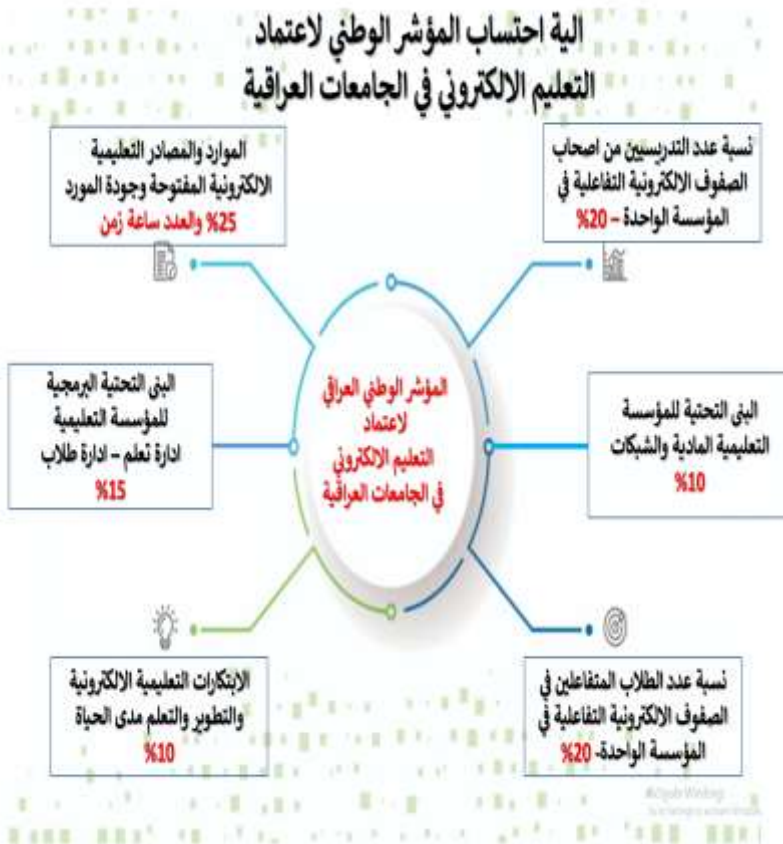 الية احتساب المؤشر الوطني لاعتماد
التعليم الالكتروني في الجامعات العراقية
نسبة عدد التدريسيين من اصحاب
الصفوف الالكترونية التفاعلية في
المؤسسة الواحدة – 20%
الموارد والمصادر التعليمية
الالكترونية المفتوحة وجودة المورد
25% والعدد ساعة زمن
المؤشر الوطني العراقي
لاعتماد
التعليم الالكتروني
في الجامعات العراقية
البنى التحتية للمؤسسة
التعليمية المادية والشبكات
10%
البنى التحتية البرمجية
للمؤسسة التعليمية
ادارة تعلم – ادارة طلاب
15%
نسبة عدد الطلاب المتفاعلين في
الصفوف الالكترونية التفاعلية في
المؤسسة الواحدة- 20%
الابتكارات التعليمية الالكترونية
والتطوير والتعلم مدى الحياة
10%
Activate Windows